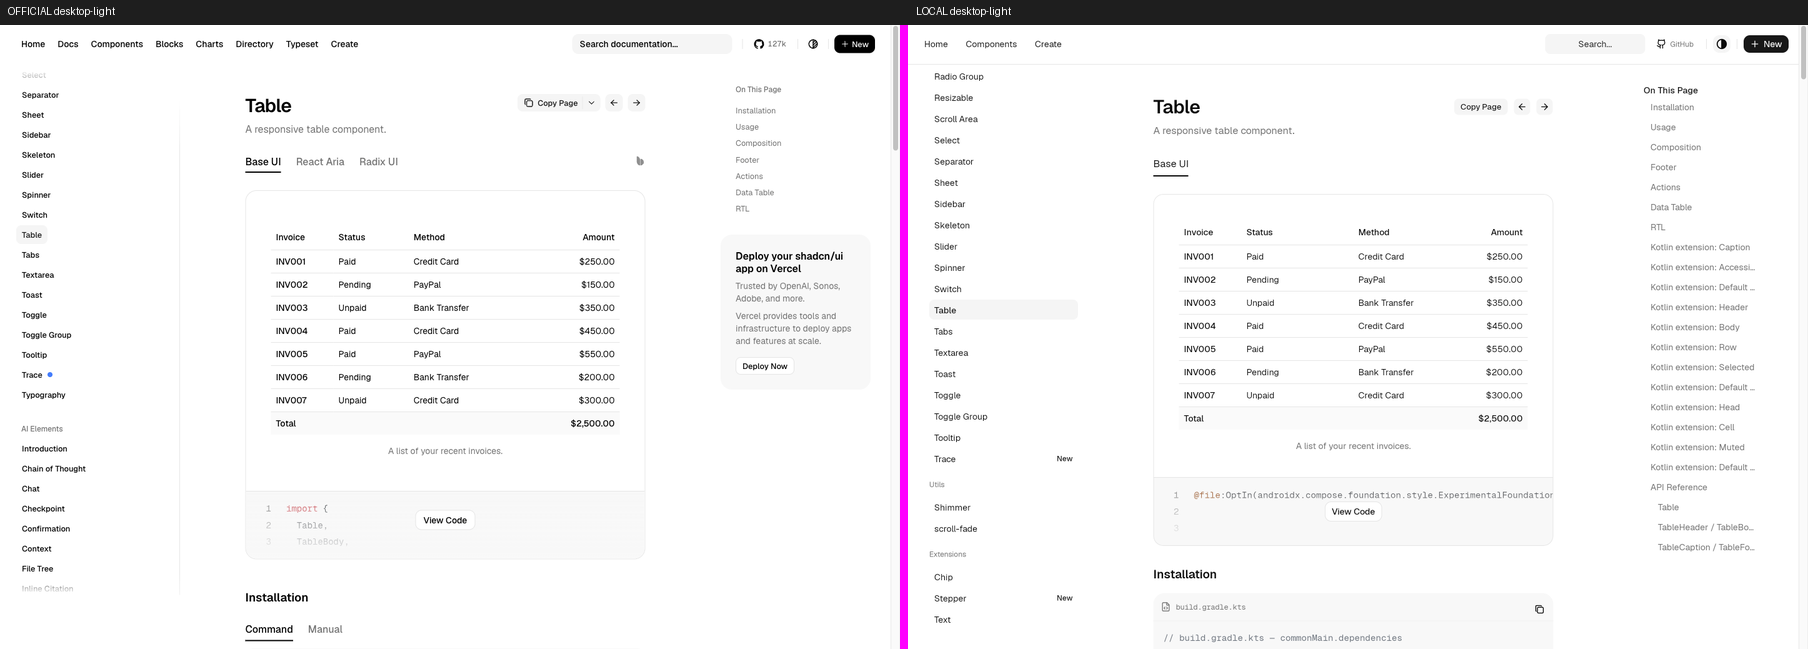 OFFICIAL desktop-light
Home Docs Components Blocks Charts Directory Typeset Create
Search documentation...
127k
+ New
Select
Separator
Sheet
Sidebar
Skeleton
Slider
Spinner
Switch
Table
Tabs
Textarea
Toast
Toggle
Toggle Group
Tooltip
Trace
Typography
AI Elements
Introduction
Chain of Thought
Chat
Checkpoint
Confirmation
Context
File Tree
Inline Citation
Table
Copy Page
A responsive table component.
Base UI React Aria Radix UI
Invoice Status Method Amount
INV001 Paid Credit Card $250.00
INV002 Pending PayPal $150.00
INV003 Unpaid Bank Transfer $350.00
INV004 Paid Credit Card $450.00
INV005 Paid PayPal $550.00
INV006 Pending Bank Transfer $200.00
INV007 Unpaid Credit Card $300.00
Total $2,500.00
A list of your recent invoices.
1 import {
2 Table,
3 TableBody,
View Code
Installation
Command Manual
On This Page
Installation
Usage
Composition
Footer
Actions
Data Table
RTL
Deploy your shadcn/ui
app on Vercel
Trusted by OpenAI, Sonos,
Adobe, and more.
Vercel provides tools and
infrastructure to deploy apps
and features at scale.
Deploy Now
LOCAL desktop-light
Home Components Create
Search...
GitHub
+ New
Radio Group
Resizable
Scroll Area
Select
Separator
Sheet
Sidebar
Skeleton
Slider
Spinner
Switch
Table
Tabs
Textarea
Toast
Toggle
Toggle Group
Tooltip
Trace New
Utils
Shimmer
scroll-fade
Extensions
Chip
Stepper New
Text
Table
Copy Page
A responsive table component.
Base UI
Invoice Status Method Amount
INV001 Paid Credit Card $250.00
INV002 Pending PayPal $150.00
INV003 Unpaid Bank Transfer $350.00
INV004 Paid Credit Card $450.00
INV005 Paid PayPal $550.00
INV006 Pending Bank Transfer $200.00
INV007 Unpaid Credit Card $300.00
Total $2,500.00
A list of your recent invoices.
1 @file:OptIn(androidx.compose.foundation.style.ExperimentalFoundation
2
3
View Code
Installation
build.gradle.kts
// build.gradle.kts — commonMain.dependencies
On This Page
Installation
Usage
Composition
Footer
Actions
Data Table
RTL
Kotlin extension: Caption
Kotlin extension: Accessi...
Kotlin extension: Default ...
Kotlin extension: Header
Kotlin extension: Body
Kotlin extension: Row
Kotlin extension: Selected
Kotlin extension: Default ...
Kotlin extension: Head
Kotlin extension: Cell
Kotlin extension: Muted
Kotlin extension: Default ...
API Reference
Table
TableHeader / TableBo...
TableCaption / TableFo...